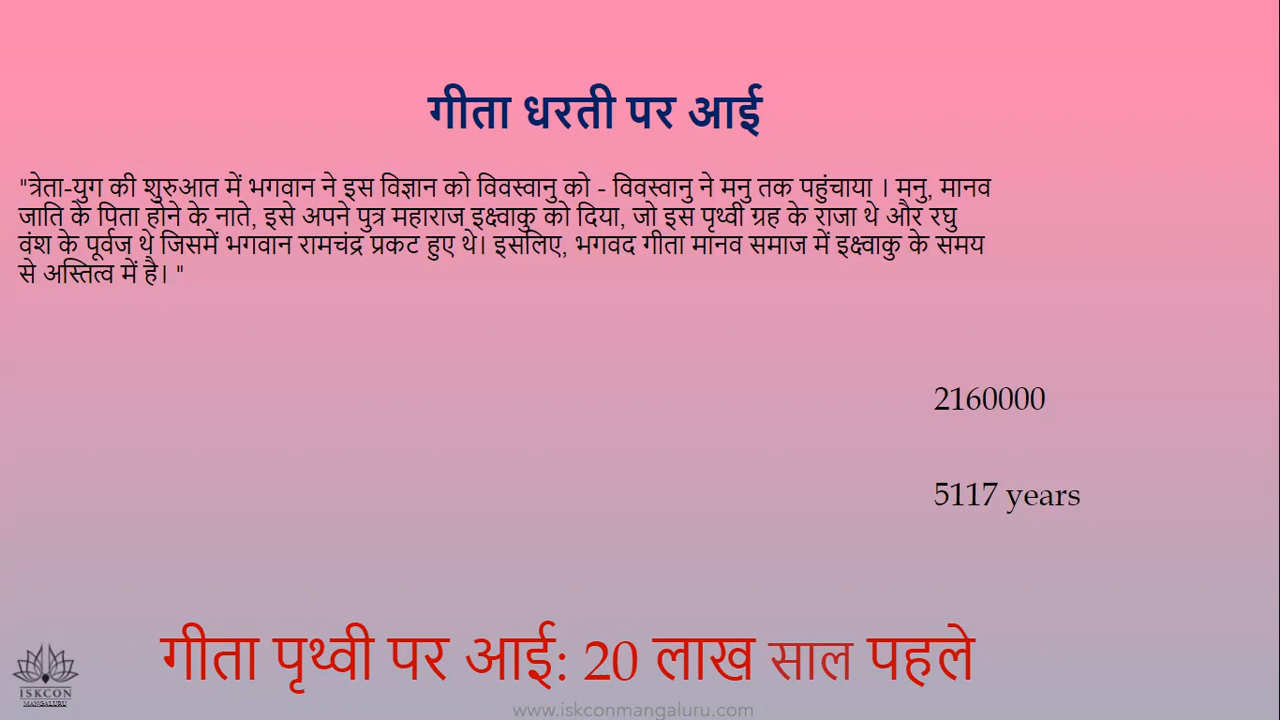 गीता धरती पर आई
"त्रेता-युग की शुरुआत में भगवान ने इस विज्ञान को विवस्वानु को - विवस्वानु ने मनु तक पहुंचाया । मनु, मानव
जाति के पिता होने के नाते, इसे अपने पुत्र महाराज इक्ष्वाकु को दिया, जो इस पृथ्वी ग्रह के राजा थे और रघु
वंश के पूर्वज थे जिसमें भगवान रामचंद्र प्रकट हुए थे। इसलिए, भगवद गीता मानव समाज में इक्ष्वाकु के समय
से अस्तित्व में है। "
2160000
5117 years
गीता पृथ्वी पर आई: 20 लाख साल पहले
ISKCON
MANGALURU
www.iskconmangaluru.com